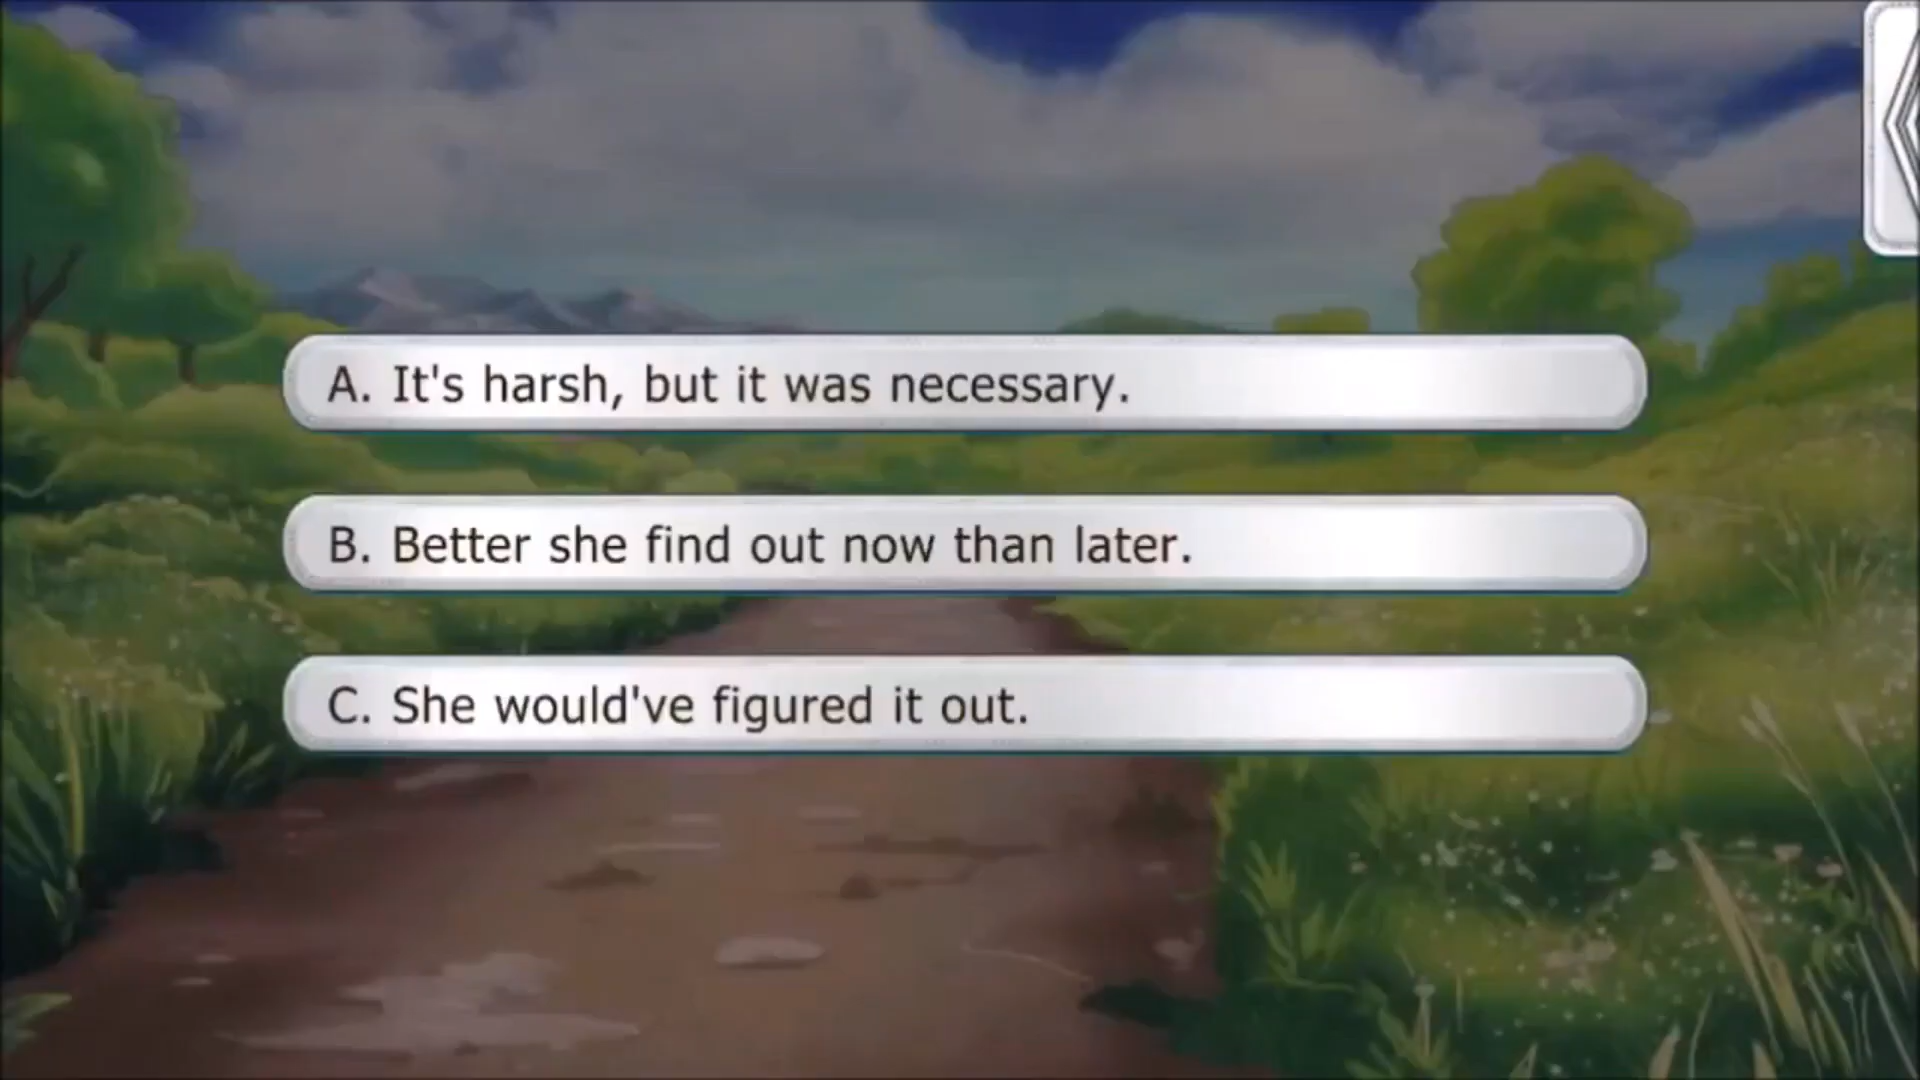 A. It's harsh, but it was necessary.
B. Better she find out now than later.
C. She would've figured it out.